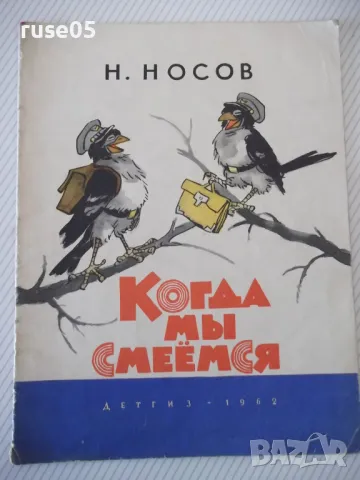 ruse05
Н. НОСОВ
КОГДА
МЫ
СМЕЁМСЯ
ДЕТГИЗ - 1962
BAZAR